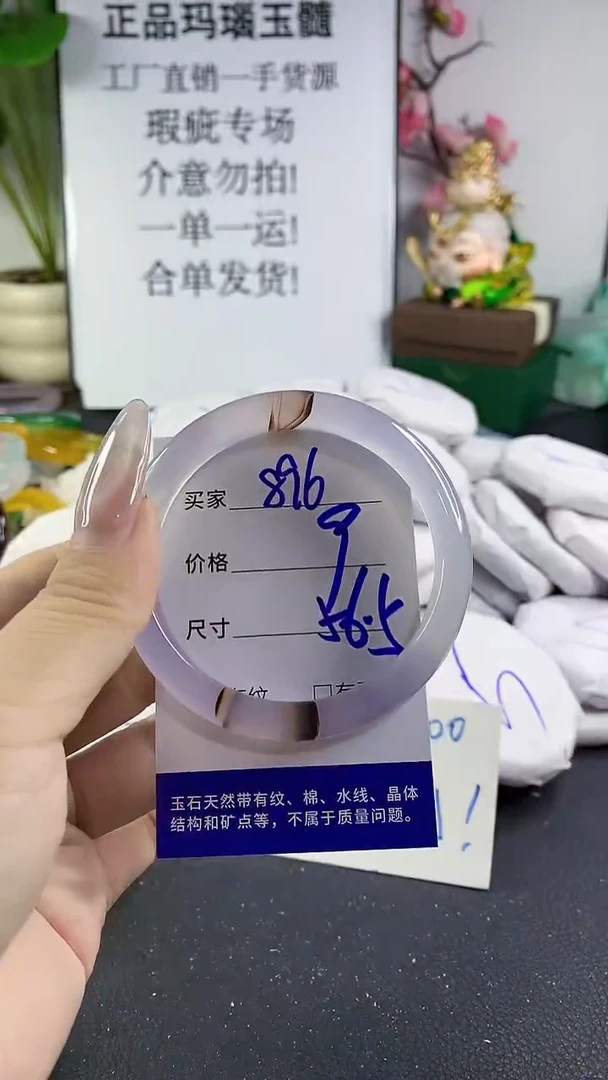 正品玛瑙玉髓
工厂直销一手货源
瑕疵专场
介意勿拍!
一单一运!
合单发货!
买家 896
价格 9
尺寸 56.5
玉石天然带有纹、棉、水线、晶体
结构和矿点等，不属于质量问题。